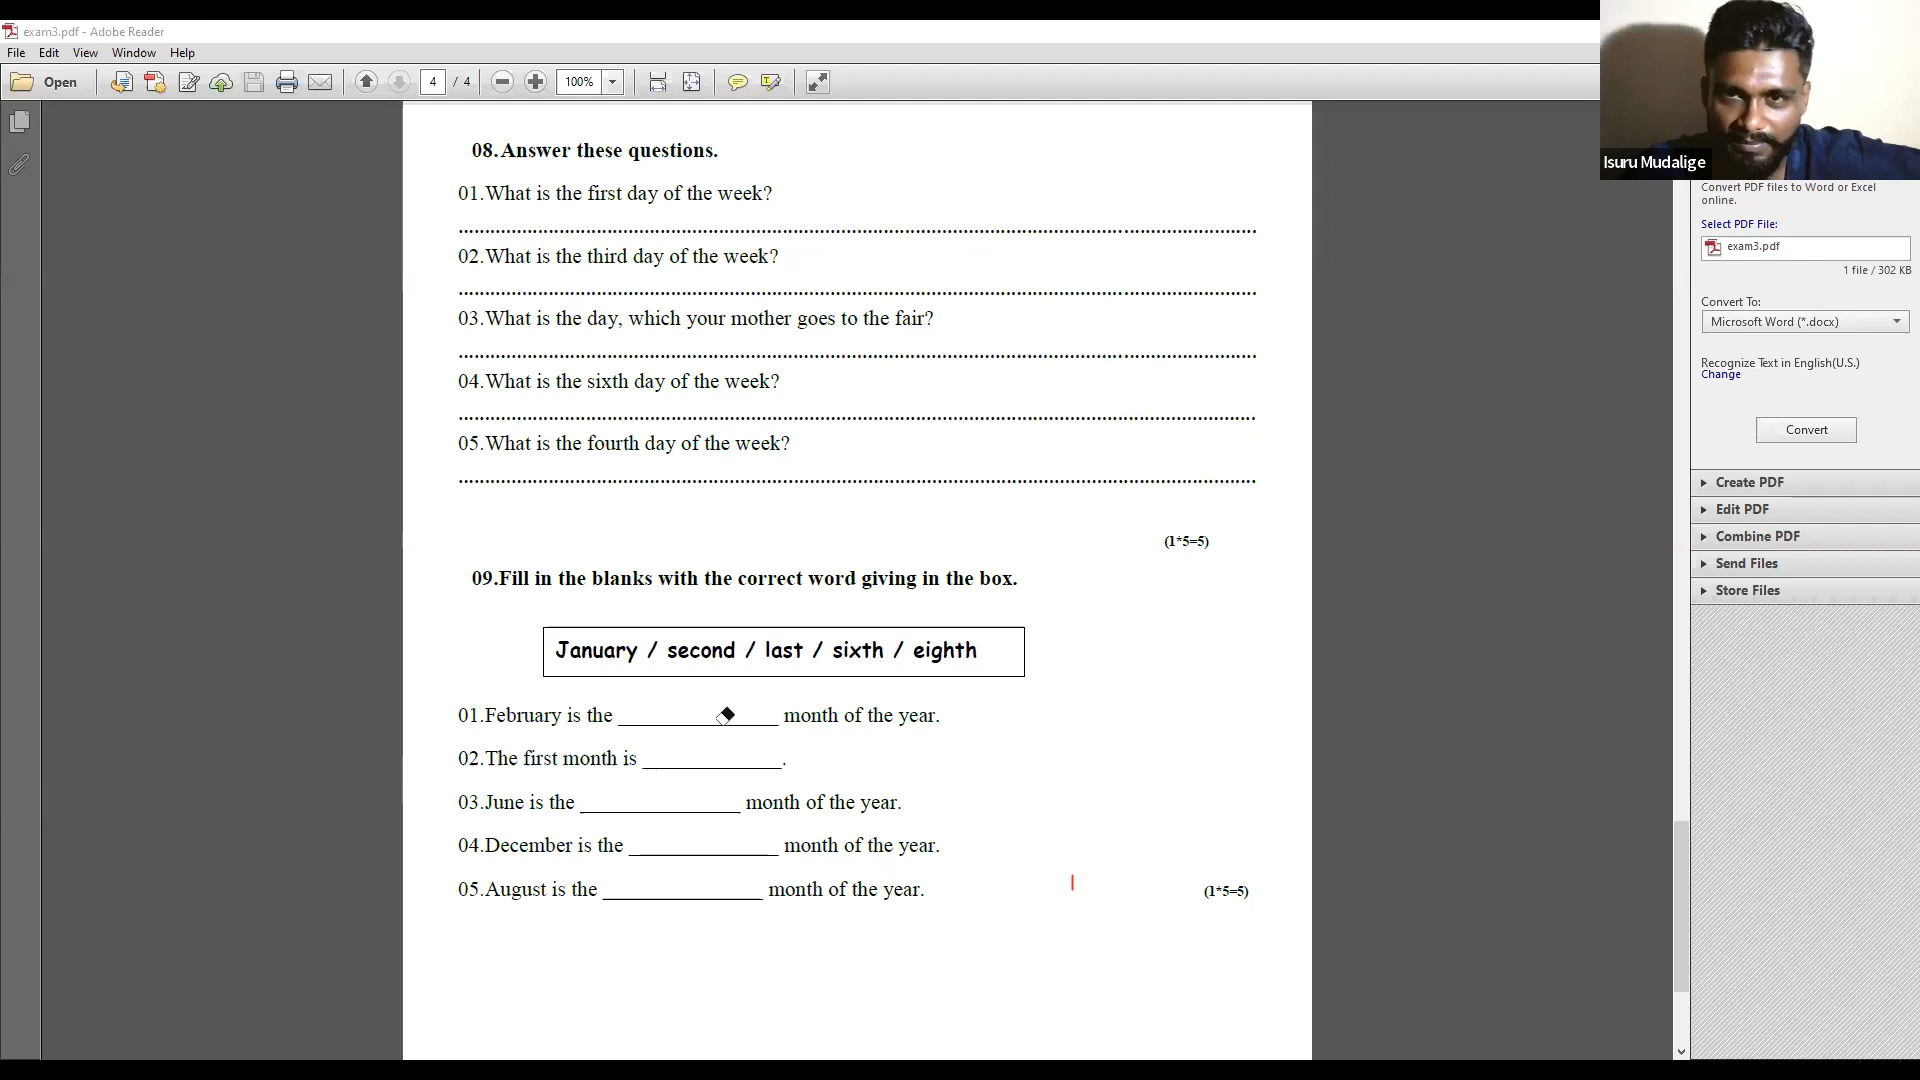 exam3.pdf - Adobe Reader
File Edit View Window Help
Open 4 / 4 100%
Isuru Mudalige
08.Answer these questions.
01.What is the first day of the week?
02.What is the third day of the week?
03.What is the day, which your mother goes to the fair?
04.What is the sixth day of the week?
05.What is the fourth day of the week?
(1*5=5)
09.Fill in the blanks with the correct word giving in the box.
January / second / last / sixth / eighth
01.February is the ________________ month of the year.
02.The first month is ______________.
03.June is the ________________ month of the year.
04.December is the _______________ month of the year.
05.August is the ________________ month of the year.
(1*5=5)
Convert PDF files to Word or Excel
online.
Select PDF File:
exam3.pdf
1 file / 302 KB
Convert To:
Microsoft Word (*.docx)
Recognize Text in English(U.S.)
Change
Convert
Create PDF
Edit PDF
Combine PDF
Send Files
Store Files